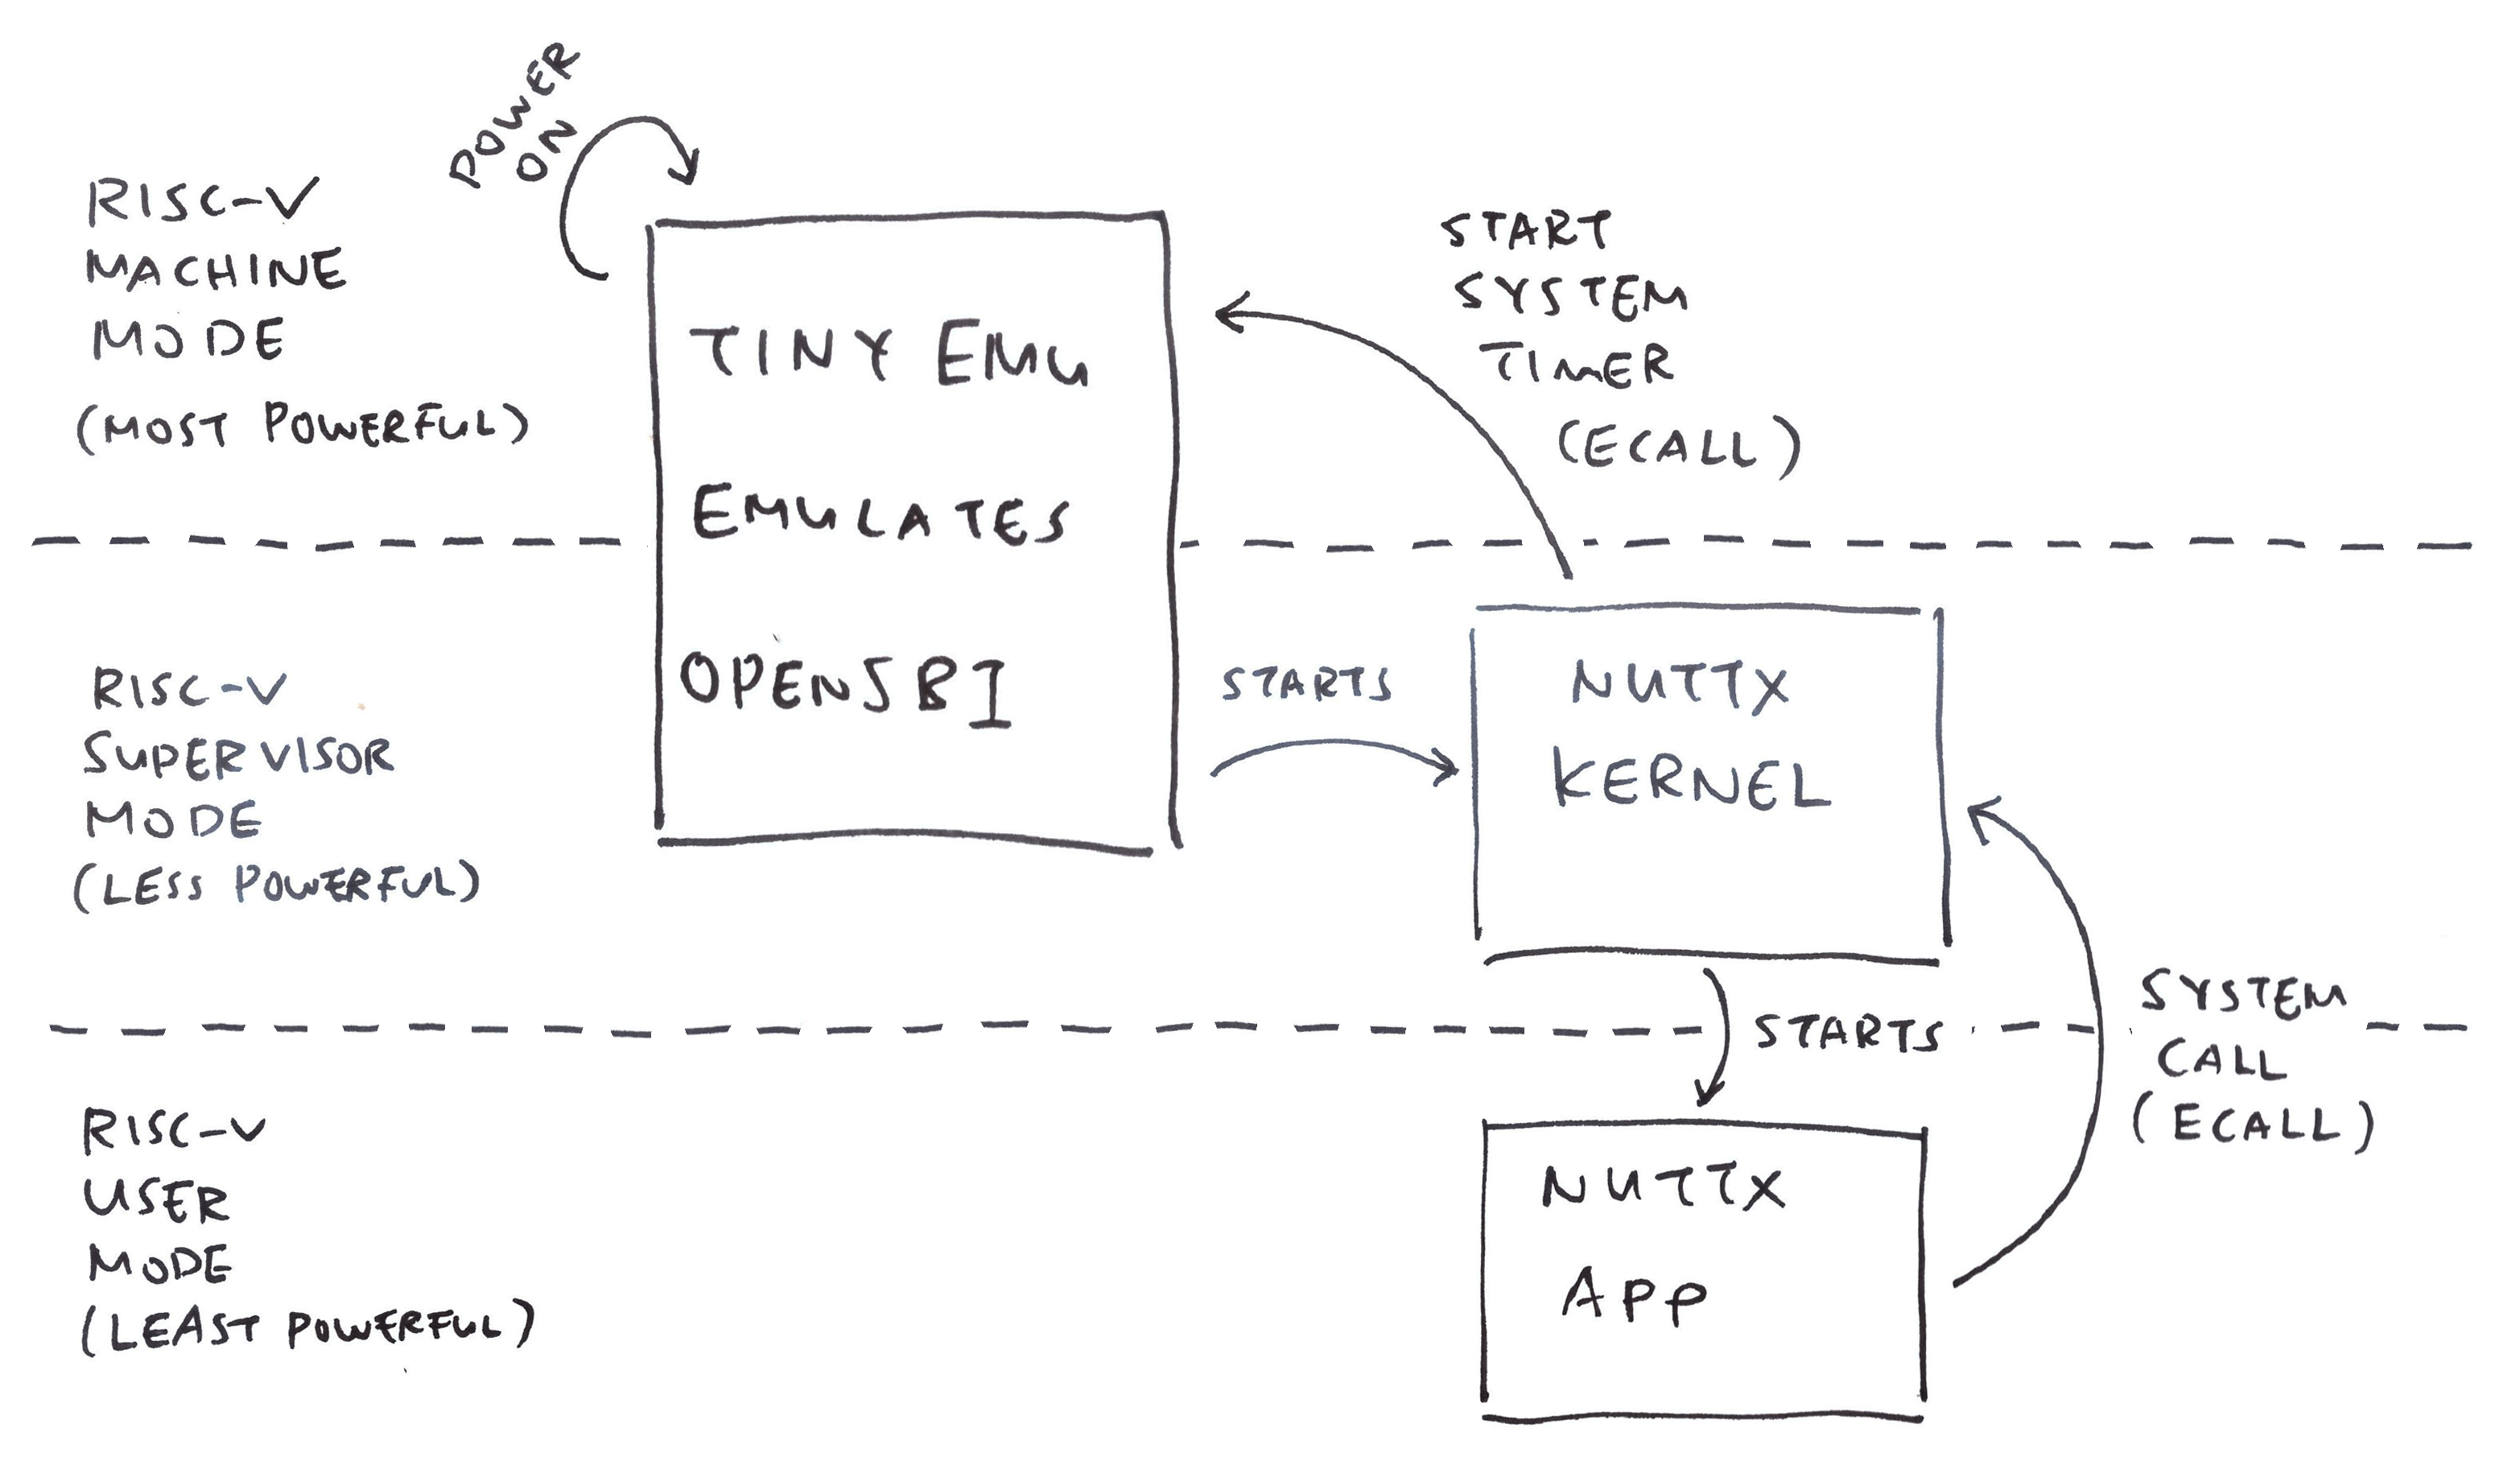 POWER
ON
RISC-V
MACHINE
MODE
(MOST POWERFUL)
TINY EMU
EMULATES
OPENSBI
START
SYSTEM
TIMER
(ECALL)
RISC-V
SUPERVISOR
MODE
(LESS POWERFUL)
STARTS
NUTTX
KERNEL
STARTS
SYSTEM
CALL
(ECALL)
RISC-V
USER
MODE
(LEAST POWERFUL)
NUTTX
APP